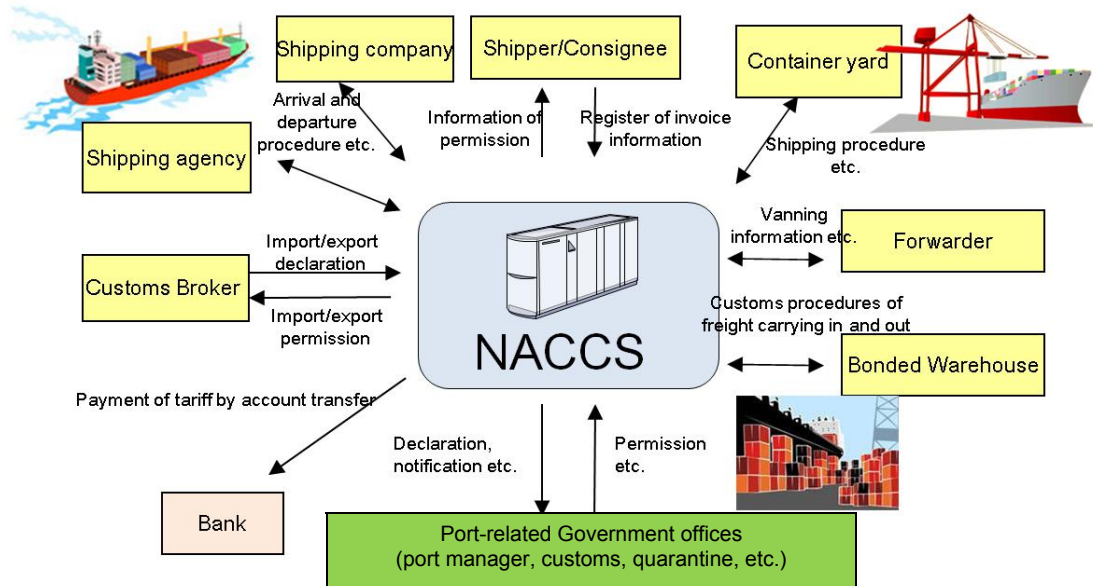 Shipping company
Shipper/Consignee
Container yard
Arrival and
departure
procedure etc.
Information of
permission
Register of invoice
information
Shipping procedure
etc.
Shipping agency
Vanning
information etc.
Forwarder
Import/export
declaration
Customs Broker
Import/export
permission
NACCS
Customs procedures of
freight carrying in and out
Bonded Warehouse
Payment of tariff by account transfer
Declaration,
notification etc.
Permission
etc.
Bank
Port-related Government offices
(port manager, customs, quarantine, etc.)